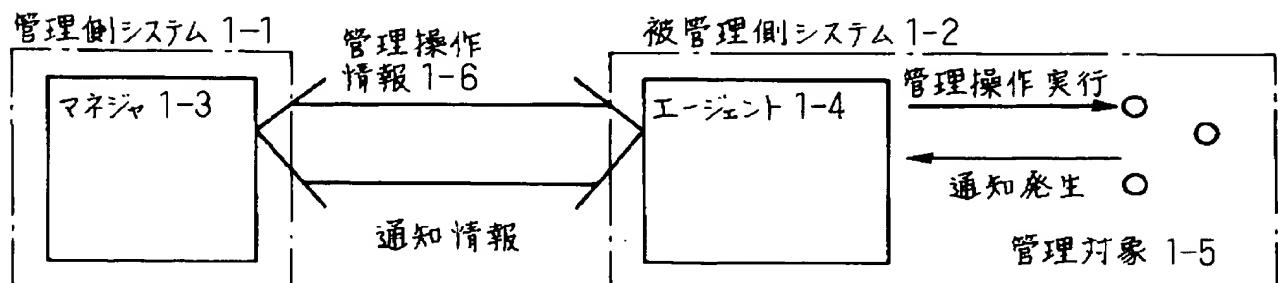 管理側システム 1-1
管理操作
情報 1-6
被管理側システム 1-2
マネジャ 1-3
エージェント 1-4
管理操作 実行
通知発生
通知情報
管理対象 1-5